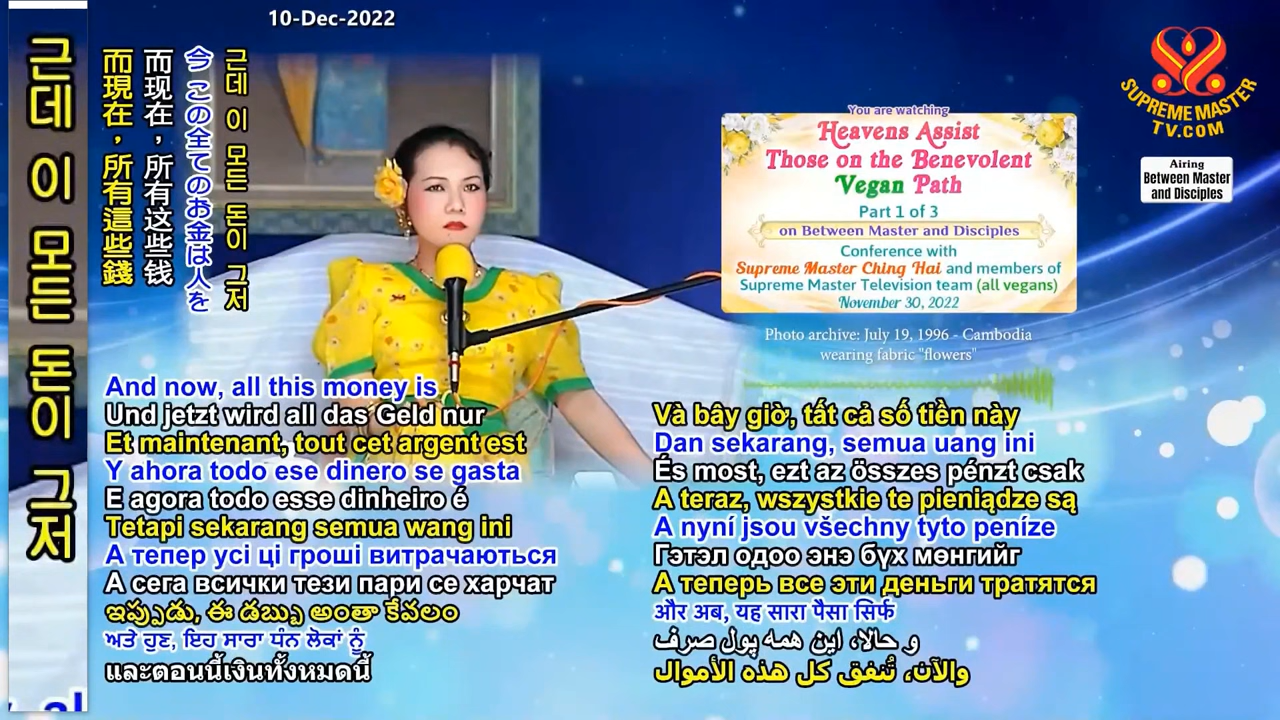 10-Dec-2022
근데 이 모든 돈이 그저
而現在，所有這些錢
而现在，所有这些钱
今 この全てのお金は人を
근데 이 모든 돈이 그저
SUPREME MASTER
TV.COM
Airing
Between Master
and Disciples
You are watching
Heavens Assist
Those on the Benevolent
Vegan Path
Part 1 of 3
on Between Master and Disciples
Conference with
Supreme Master Ching Hai and members of
Supreme Master Television team (all vegans)
November 30, 2022
Photo archive: July 19, 1996 - Cambodia
wearing fabric "flowers"
And now, all this money is
Und jetzt wird all das Geld nur
Et maintenant, tout cet argent est
Y ahora todo ese dinero se gasta
E agora todo esse dinheiro é
Tetapi sekarang semua wang ini
А тепер усі ці гроші витрачаються
А сега всички тези пари се харчат
ఇప్పుడు, ఈ డబ్బు అంతా కేవలం
ਅਤੇ ਹੁਣ, ਇਹ ਸਾਰਾ ਧੰਨ ਲੋਕਾਂ ਨੂੰ
และตอนนี้เงินทั้งหมดนี้
Và bây giờ, tất cả số tiền này
Dan sekarang, semua uang ini
És most, ezt az összes pénzt csak
A teraz, wszystkie te pieniądze są
A nyní jsou všechny tyto peníze
Гэтэл одоо энэ бүх мөнгийг
А теперь все эти деньги тратятся
और अब, यह सारा पैसा सिर्फ
و حالا، این همه پول صرف
والآن، تُنفق كل هذه الأموال